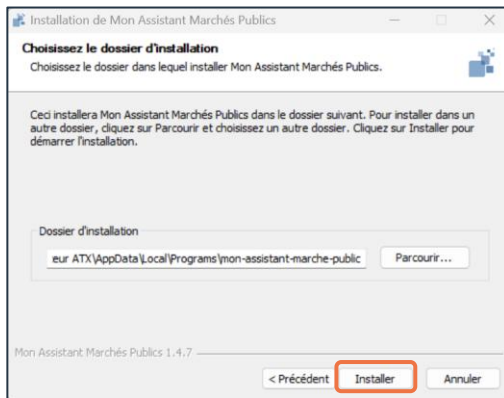 Installation de Mon Assistant Marchés Publics
Choisissez le dossier d'installation
Choisissez le dossier dans lequel installer Mon Assistant Marchés Publics.
Ceci installera Mon Assistant Marchés Publics dans le dossier suivant. Pour installer dans un
autre dossier, cliquez sur Parcourir et choisissez un autre dossier. Cliquez sur Installer pour
démarrer l'installation.
Dossier d'installation
eur ATX\AppData\Local\Programs\mon-assistant-marche-public
Parcourir...
Mon Assistant Marchés Publics 1.4.7
< Précédent
Installer
Annuler